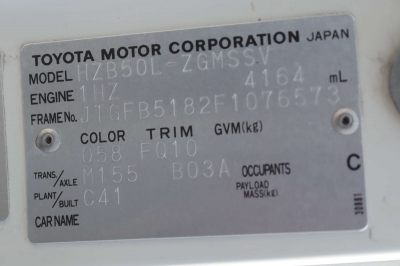 TOYOTA MOTOR CORPORATION JAPAN
MODEL HZB50L-ZGMSSV
ENGINE 1HZ 4164 mL
FRAME No. JTGFB5182F1076573
COLOR TRIM GVM(kg)
058 FQ10
TRANS/AXLE M155 B03A OCCUPANTS C
PLANT/BUILT C41 PAYLOAD MASS(kg)
CAR NAME
30881